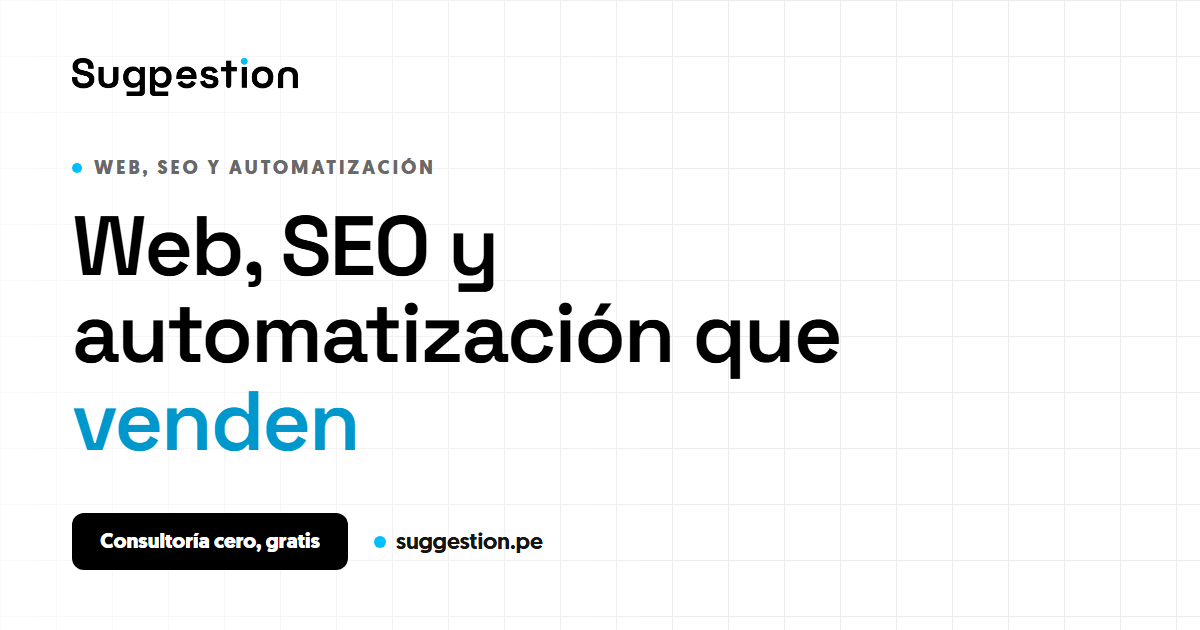 Suggestion
WEB, SEO Y AUTOMATIZACIÓN
Web, SEO y
automatización que
venden
Consultoría cero, gratis
suggestion.pe